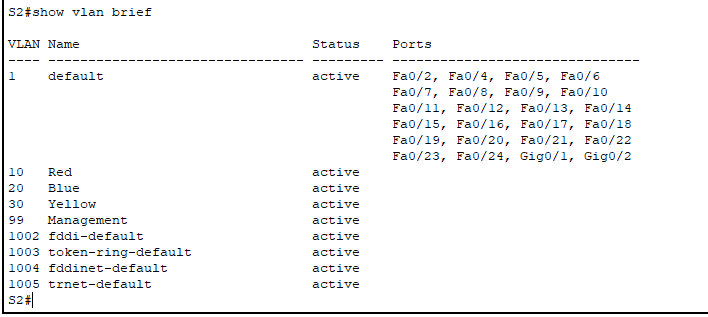 S2#show vlan brief
VLAN Name                             Status    Ports
---- -------------------------------- --------- -------------------------------
1    default                          active    Fa0/2, Fa0/4, Fa0/5, Fa0/6
                                                Fa0/7, Fa0/8, Fa0/9, Fa0/10
                                                Fa0/11, Fa0/12, Fa0/13, Fa0/14
                                                Fa0/15, Fa0/16, Fa0/17, Fa0/18
                                                Fa0/19, Fa0/20, Fa0/21, Fa0/22
                                                Fa0/23, Fa0/24, Gig0/1, Gig0/2
10   Red                              active
20   Blue                             active
30   Yellow                           active
99   Management                       active
1002 fddi-default                     active
1003 token-ring-default               active
1004 fddinet-default                  active
1005 trnet-default                    active
S2#